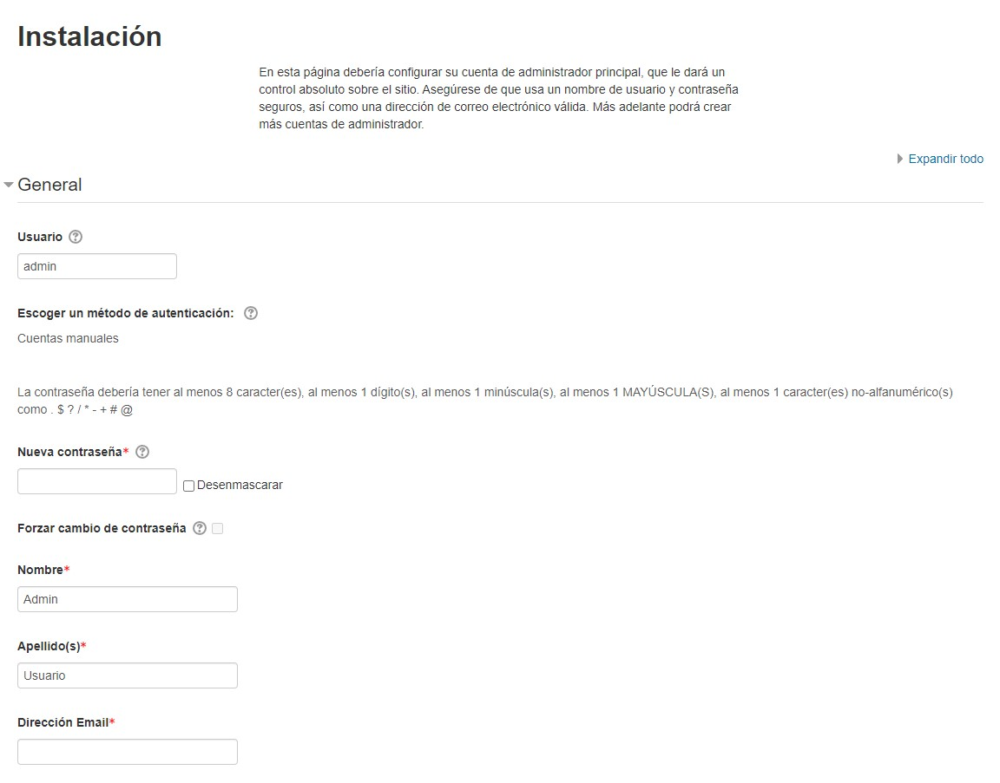 Instalación
En esta página debería configurar su cuenta de administrador principal, que le dará un
control absoluto sobre el sitio. Asegúrese de que usa un nombre de usuario y contraseña
seguros, así como una dirección de correo electrónico válida. Más adelante podrá crear
más cuentas de administrador.
Expandir todo
General
Usuario ?
admin
Escoger un método de autenticación: ?
Cuentas manuales
La contraseña debería tener al menos 8 caracter(es), al menos 1 dígito(s), al menos 1 minúscula(s), al menos 1 MAYÚSCULA(S), al menos 1 caracter(es) no-alfanumérico(s)
como . $ ? / * - + # @
Nueva contraseña* ?
Desenmascarar
Forzar cambio de contraseña ?
Nombre*
Admin
Apellido(s)*
Usuario
Dirección Email*